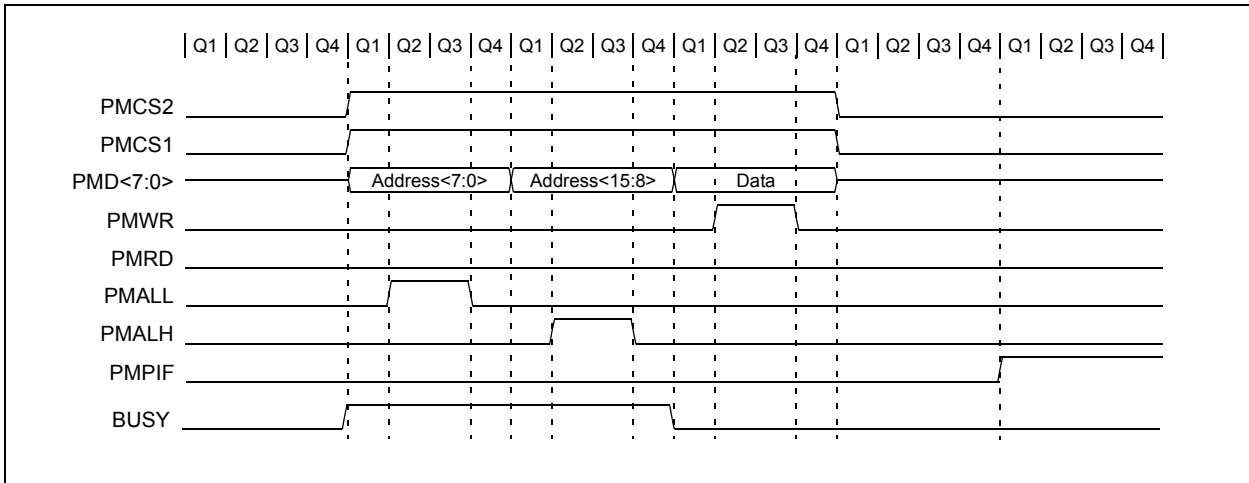 Q1 Q2 Q3 Q4 Q1 Q2 Q3 Q4 Q1 Q2 Q3 Q4 Q1 Q2 Q3 Q4 Q1 Q2 Q3 Q4 Q1 Q2 Q3 Q4
PMCS2
PMCS1
PMD<7:0> Address<7:0> Address<15:8> Data
PMWR
PMRD
PMALL
PMALH
PMPIF
BUSY